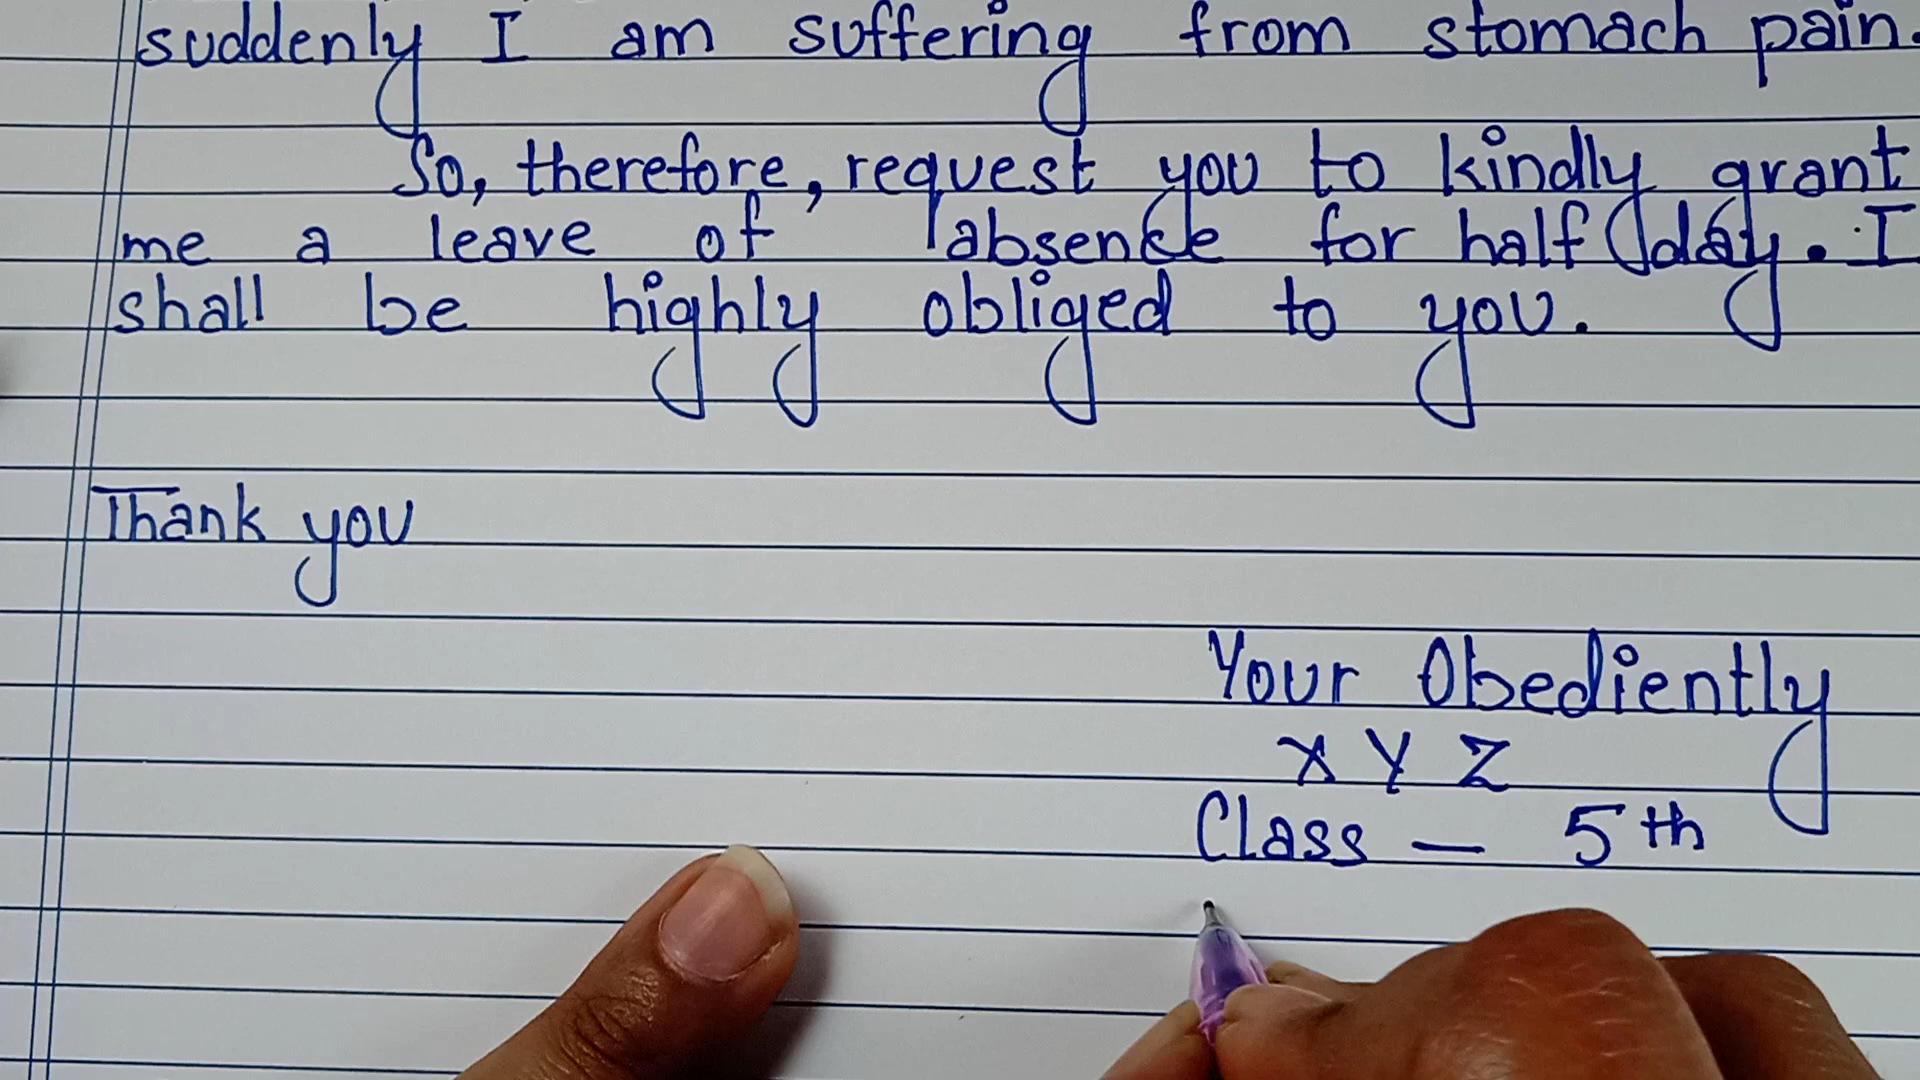 suddenly I am suffering from stomach pain.
So, therefore, request you to kindly grant
me a leave of absence for half day. I
shall be highly obliged to you.
Thank you
Your Obediently
X Y Z
Class - 5th